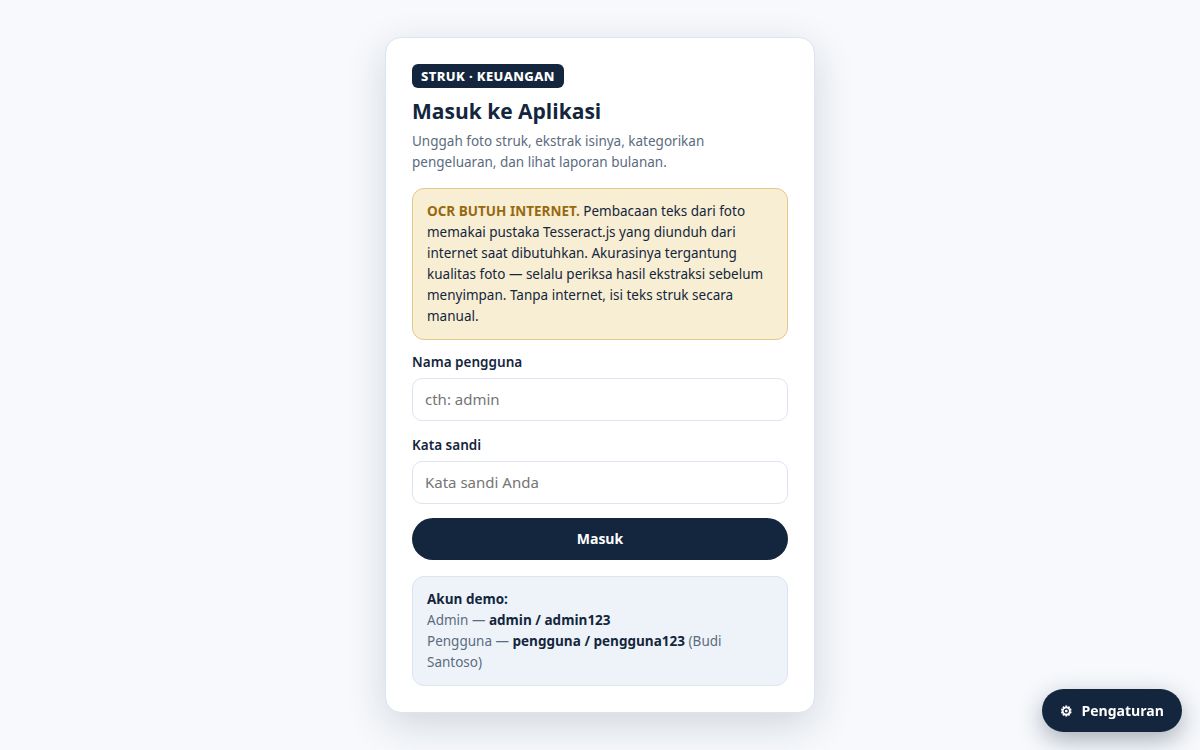 STRUK · KEUANGAN
Masuk ke Aplikasi
Unggah foto struk, ekstrak isinya, kategorikan
pengeluaran, dan lihat laporan bulanan.
OCR BUTUH INTERNET. Pembacaan teks dari foto
memakai pustaka Tesseract.js yang diunduh dari
internet saat dibutuhkan. Akurasinya tergantung
kualitas foto — selalu periksa hasil ekstraksi sebelum
menyimpan. Tanpa internet, isi teks struk secara
manual.
Nama pengguna
cth: admin
Kata sandi
Kata sandi Anda
Masuk
Akun demo:
Admin — admin / admin123
Pengguna — pengguna / pengguna123 (Budi
Santoso)
⚙ Pengaturan